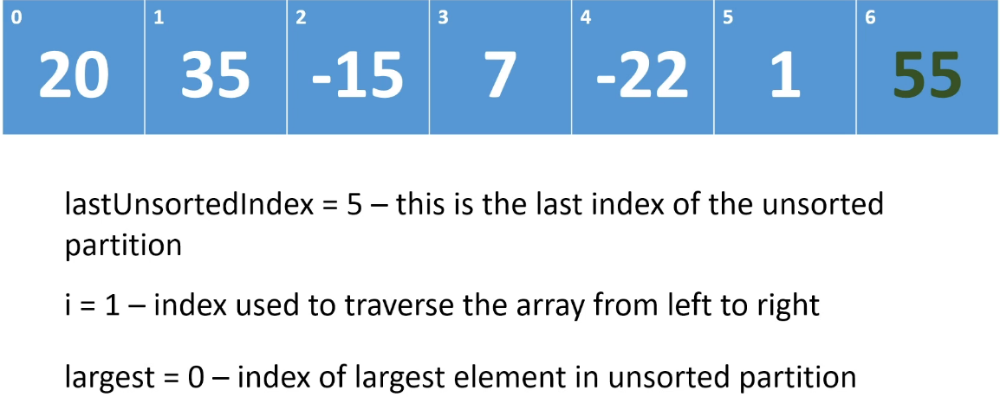 0 1 2 3 4 5 6
20 35 -15 7 -22 1 55
lastUnsortedIndex = 5 – this is the last index of the unsorted
partition
i = 1 – index used to traverse the array from left to right
largest = 0 – index of largest element in unsorted partition